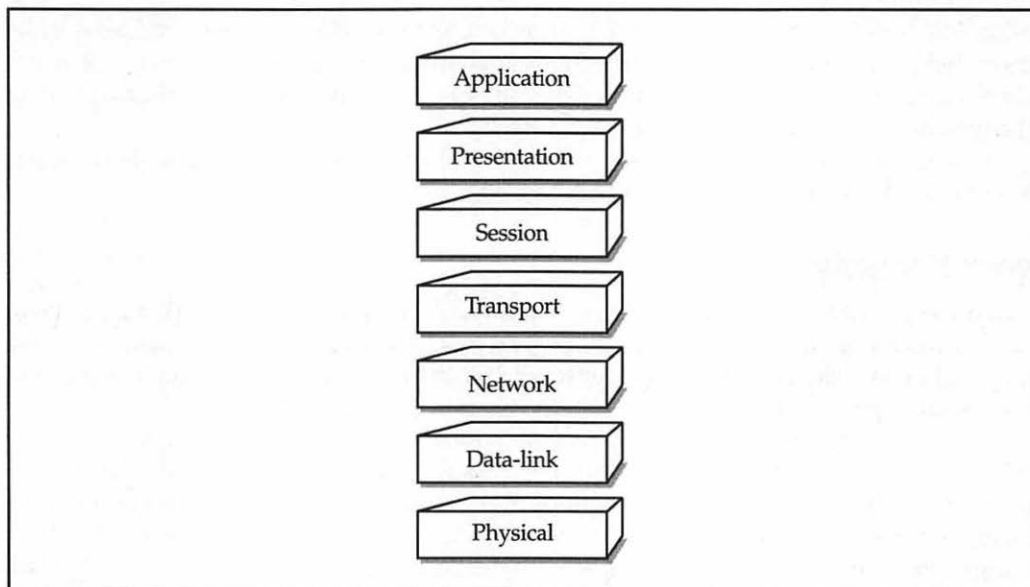 Application
Presentation
Session
Transport
Network
Data-link
Physical